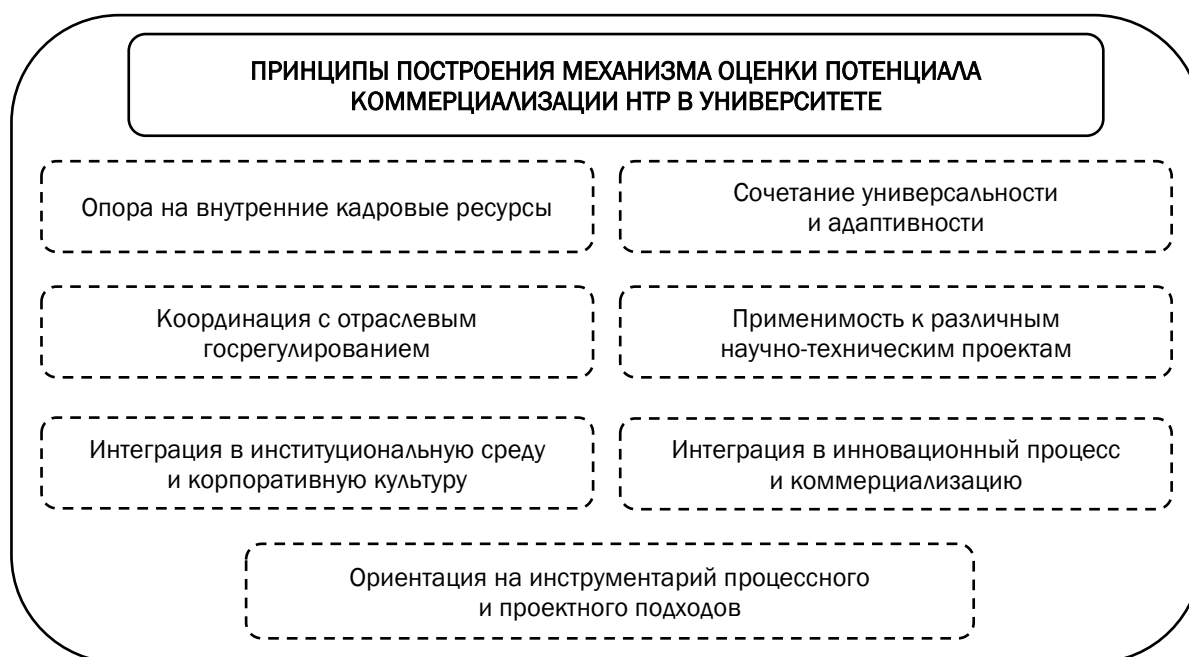 ПРИНЦИПЫ ПОСТРОЕНИЯ МЕХАНИЗМА ОЦЕНКИ ПОТЕНЦИАЛА
КОММЕРЦИАЛИЗАЦИИ НТР В УНИВЕРСИТЕТЕ
Опора на внутренние кадровые ресурсы
Сочетание универсальности
и адаптивности
Координация с отраслевым
госрегулированием
Применимость к различным
научно-техническим проектам
Интеграция в институциональную среду
и корпоративную культуру
Интеграция в инновационный процесс
и коммерциализацию
Ориентация на инструментарий процессного
и проектного подходов